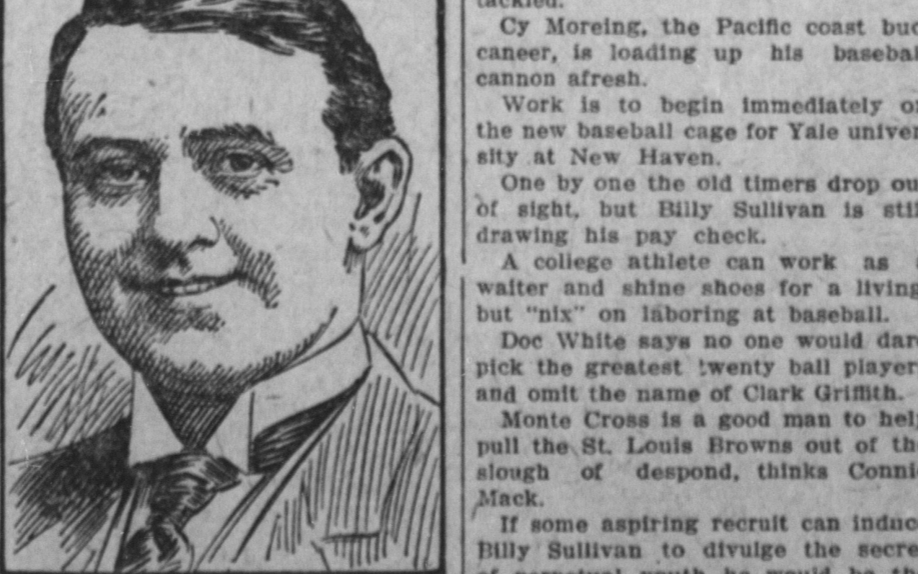 tackled.
Cy Moreing, the Pacific coast buc
caneer, is loading up his basebal
cannon afresh.
Work is to begin immediately o
the new baseball cage for Yale univer
sity at New Haven.
One by one the old timers drop ou
of sight, but Billy Sullivan is stil
drawing his pay check.
A college athlete can work as
waiter and shine shoes for a living
but "nix" on laboring at baseball.
Doc White says no one would dar
pick the greatest twenty ball player
and omit the name of Clark Griffith.
Monte Cross is a good man to hel
pull the St. Louis Browns out of th
slough of despond, thinks Conni
Mack.
If some aspiring recruit can induc
Billy Sullivan to divulge the secre